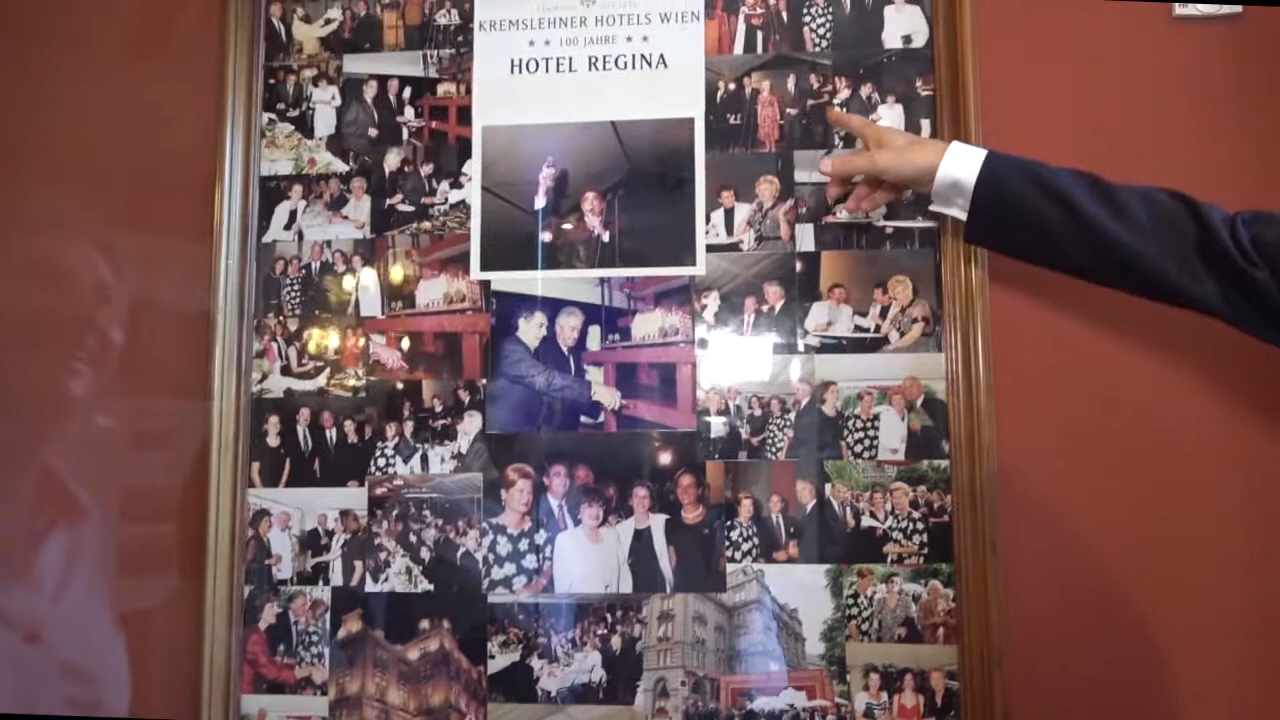 KREMSLEHNER HOTELS WIEN
★ ★ 100 JAHRE ★ ★
HOTEL REGINA